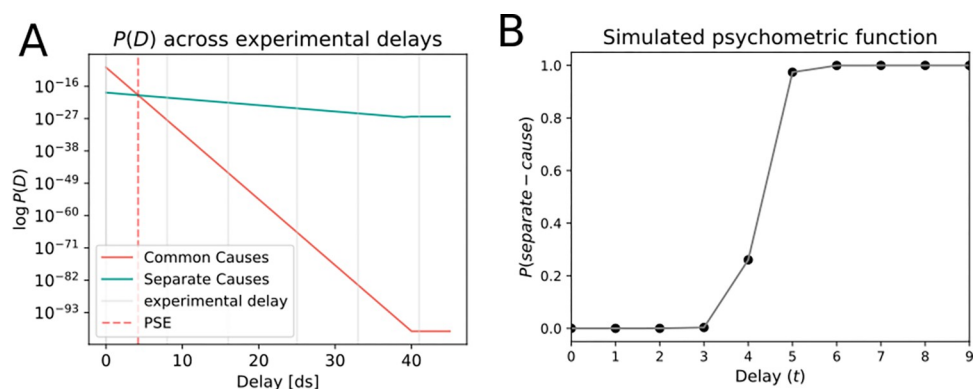 A
P(D) across experimental delays
10⁻¹⁶
10⁻²⁷
10⁻³⁸
10⁻⁴⁹
10⁻⁶⁰
10⁻⁷¹
10⁻⁸²
10⁻⁹³
log P(D)
Common Causes
Separate Causes
experimental delay
PSE
0 10 20 30 40
Delay [ds]
B
Simulated psychometric function
1.0
0.8
0.6
0.4
0.2
0.0
P(separate − cause)
0 1 2 3 4 5 6 7 8 9
Delay (t)